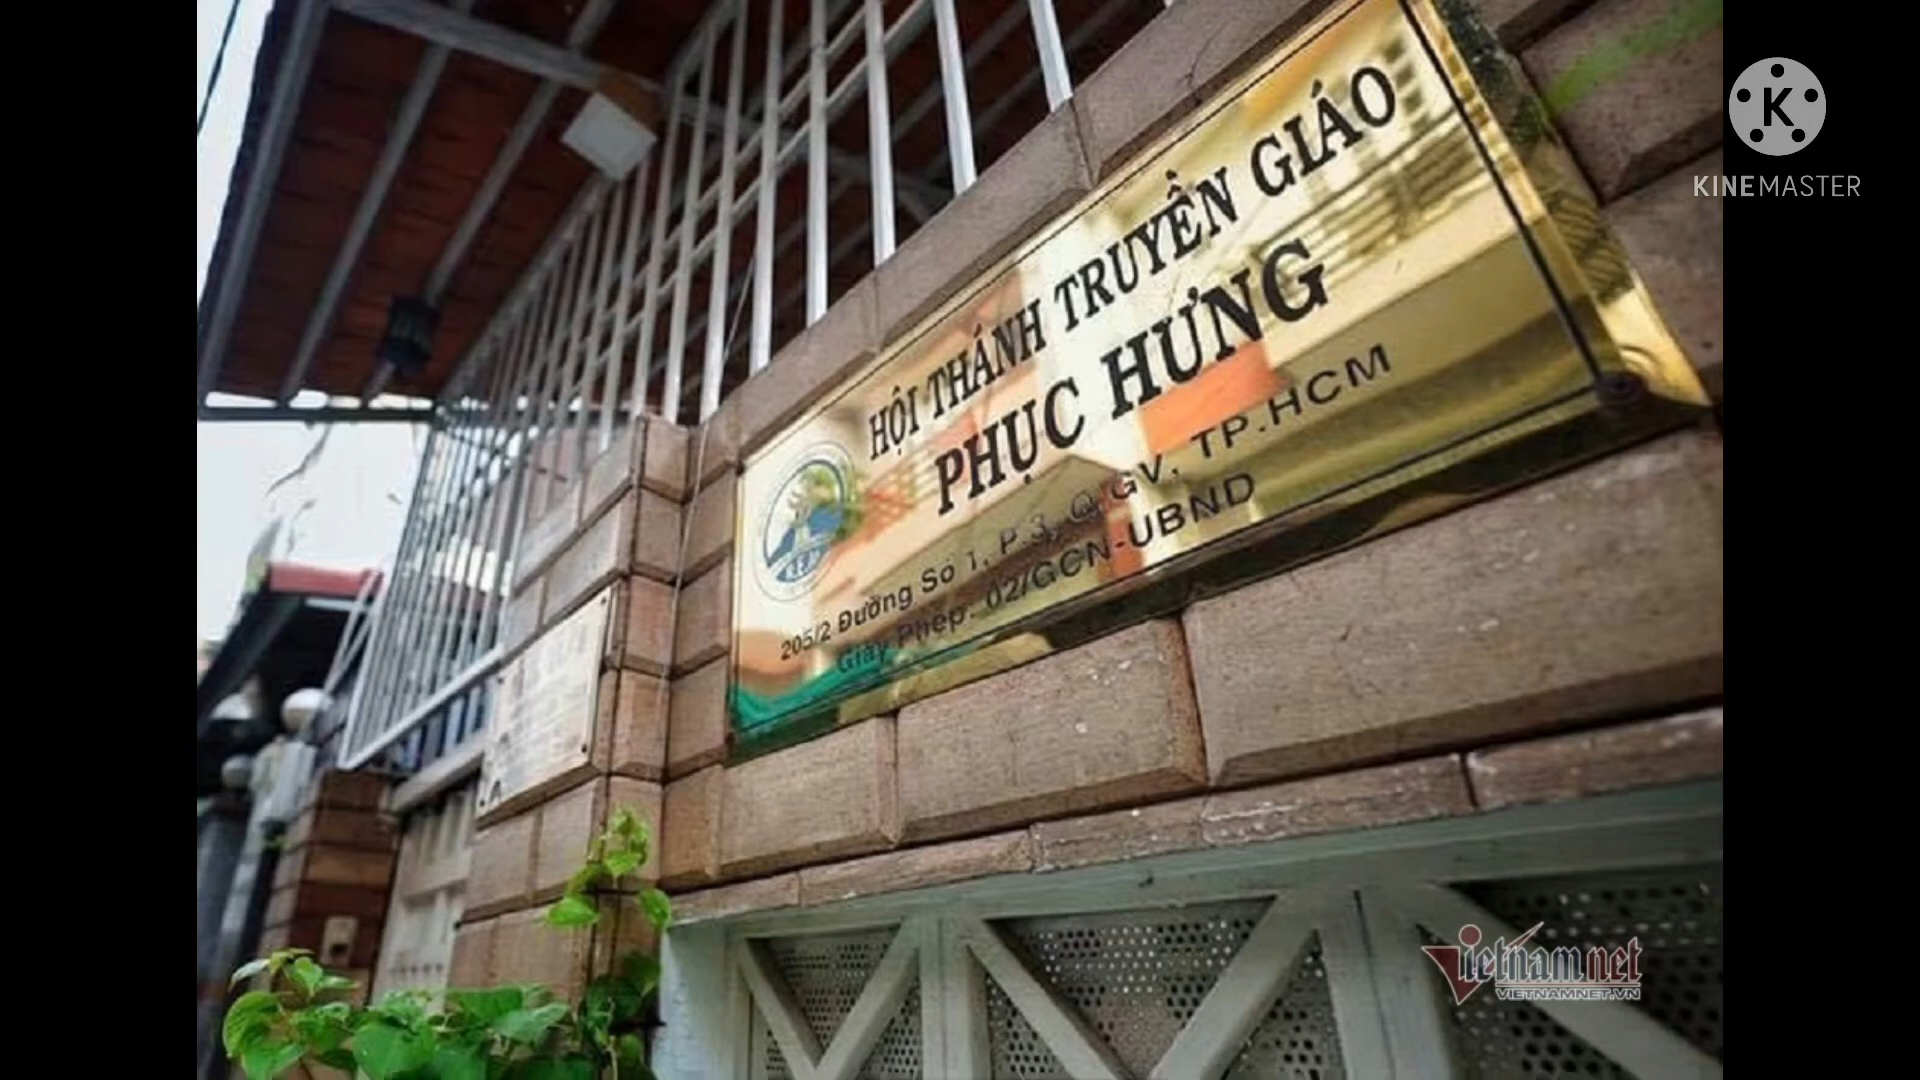 HỘI THÁNH TRUYỀN GIÁO
PHỤC HƯNG
205/2 Đường Số 1, P.3, Q.GV, TP.HCM
Giấy Phép: 02/GCN-UBND
K
KINEMASTER
Vietnamnet
VIETNAMNET.VN